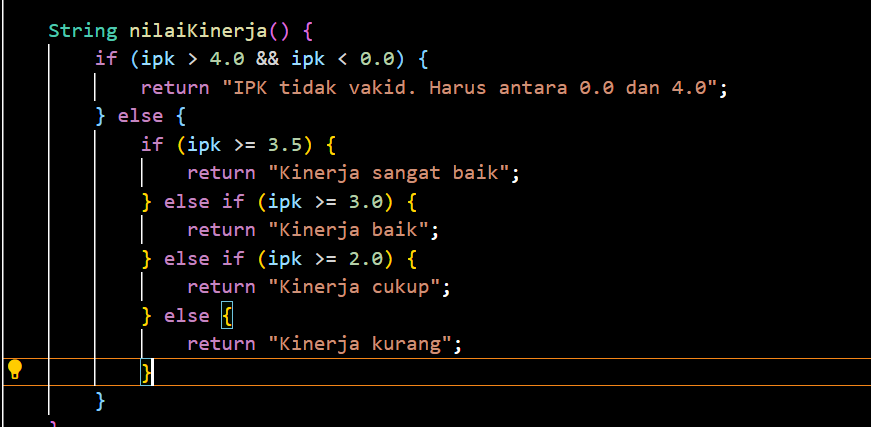 String nilaiKinerja() {
if (ipk > 4.0 && ipk < 0.0) {
return "IPK tidak vakid. Harus antara 0.0 dan 4.0";
} else {
if (ipk >= 3.5) {
return "Kinerja sangat baik";
} else if (ipk >= 3.0) {
return "Kinerja baik";
} else if (ipk >= 2.0) {
return "Kinerja cukup";
} else {
return "Kinerja kurang";
}
}
}